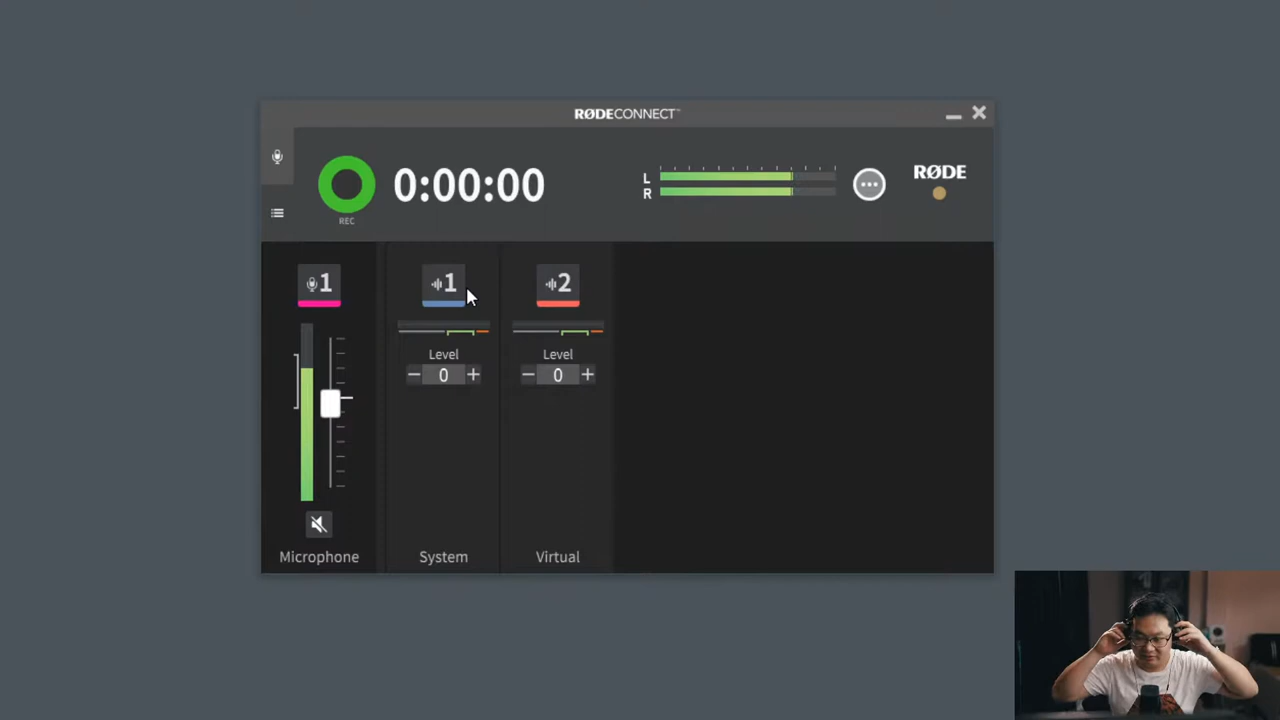 RØDECONNECT™
0:00:00
REC
L
R
RØDE
1
1
2
Level
Level
− 0 +
− 0 +
Microphone
System
Virtual